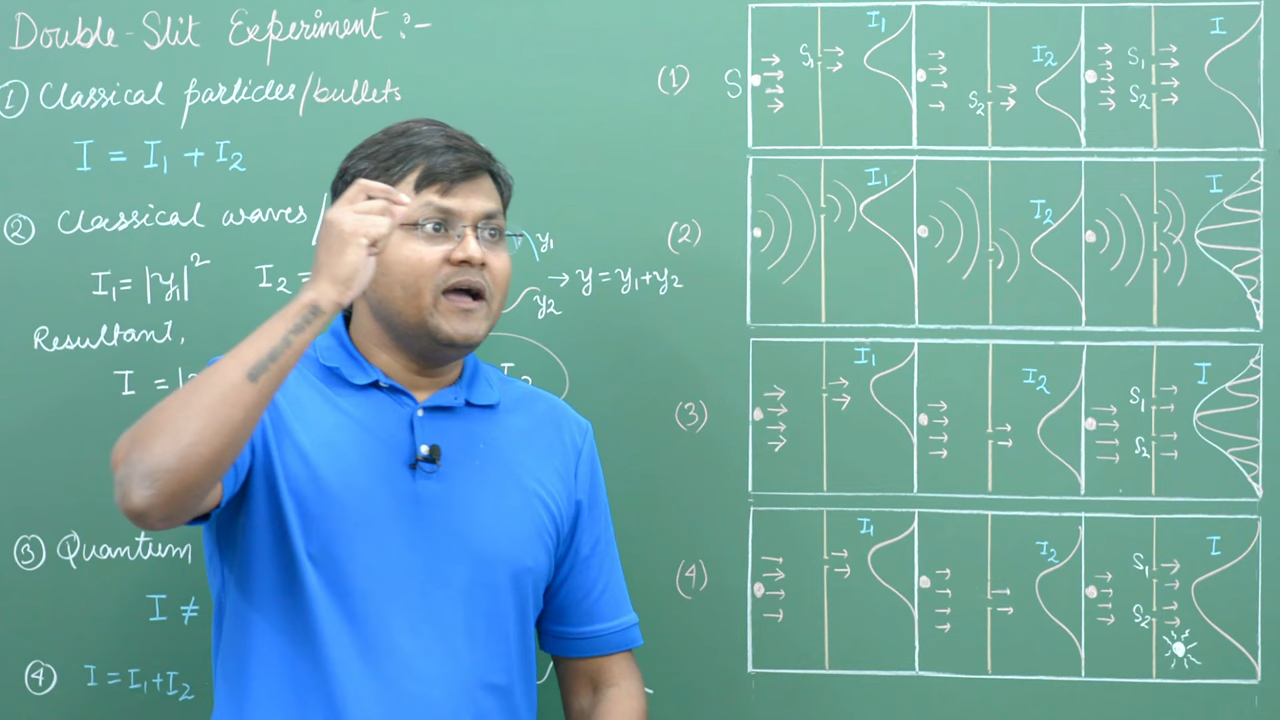 Double-Slit Experiment :-
① Classical particles/bullets
I = I₁ + I₂
② Classical waves/
I₁ = |y₁|² I₂ =
y₁
y₂ → y = y₁+y₂
Resultant,
I = |
③ Quantum
I ≠
④ I = I₁+I₂
(1) S S₁ I₁ S₂ I₂ S₁ S₂ I
(2) I₁ I₂ I
(3) I₁ I₂ S₁ S₂ I
(4) I₁ I₂ S₁ S₂ I